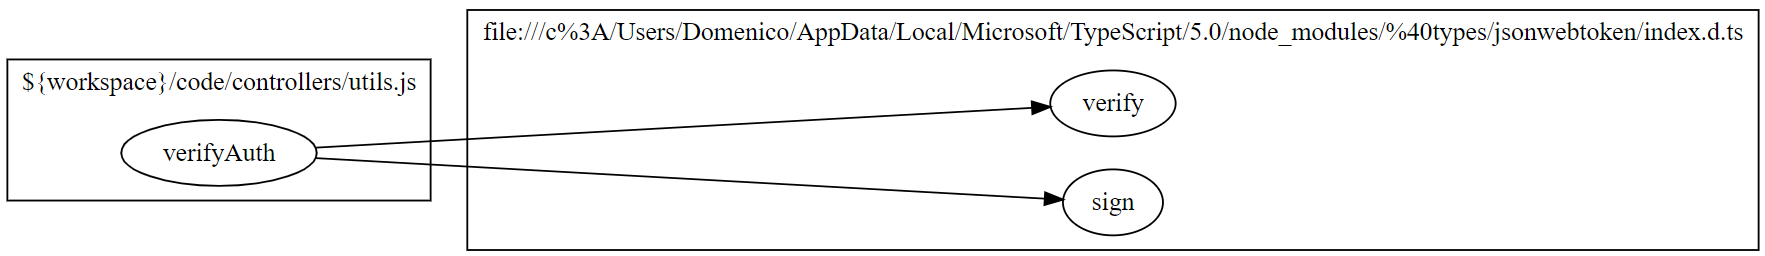 ${workspace}/code/controllers/utils.js
verifyAuth
file:///c%3A/Users/Domenico/AppData/Local/Microsoft/TypeScript/5.0/node_modules/%40types/jsonwebtoken/index.d.ts
verify
sign